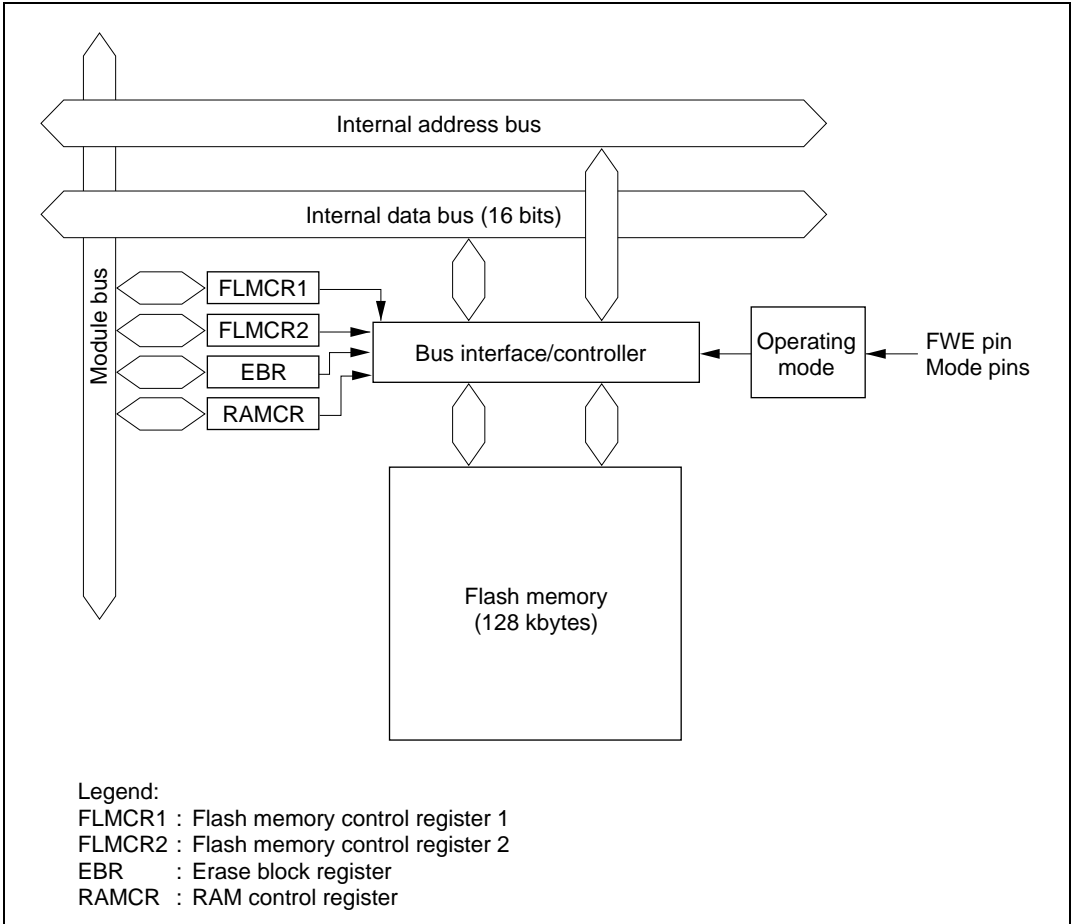 Internal address bus
Internal data bus (16 bits)
Module bus
FLMCR1
FLMCR2
EBR
RAMCR
Bus interface/controller
Operating
mode
FWE pin
Mode pins
Flash memory
(128 kbytes)
Legend:
FLMCR1 : Flash memory control register 1
FLMCR2 : Flash memory control register 2
EBR : Erase block register
RAMCR : RAM control register